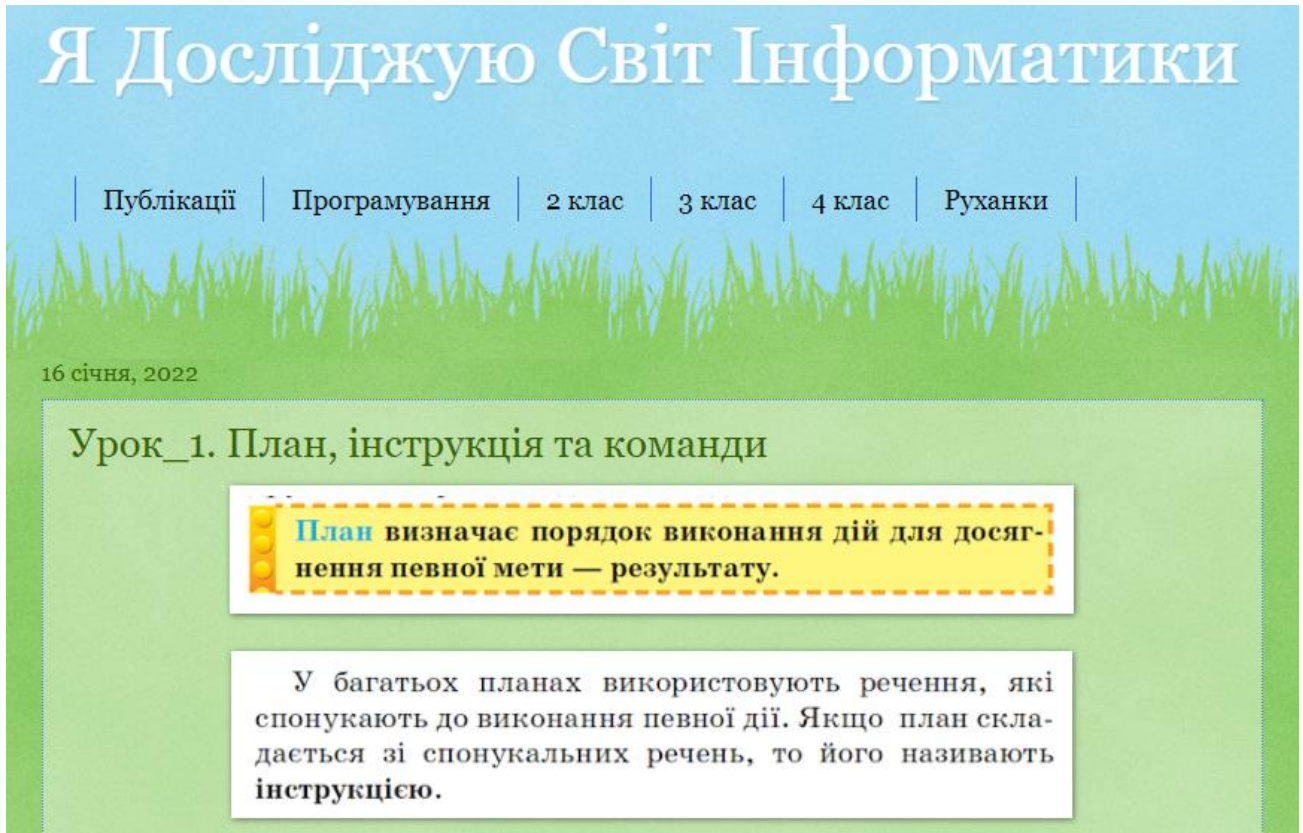 Я Досліджую Світ Інформатики
Публікації Програмування 2 клас 3 клас 4 клас Руханки
16 січня, 2022
Урок_1. План, інструкція та команди
План визначає порядок виконання дій для досяг-
нення певної мети — результату.
У багатьох планах використовують речення, які
спонукають до виконання певної дії. Якщо план скла-
дається зі спонукальних речень, то його називають
інструкцією.